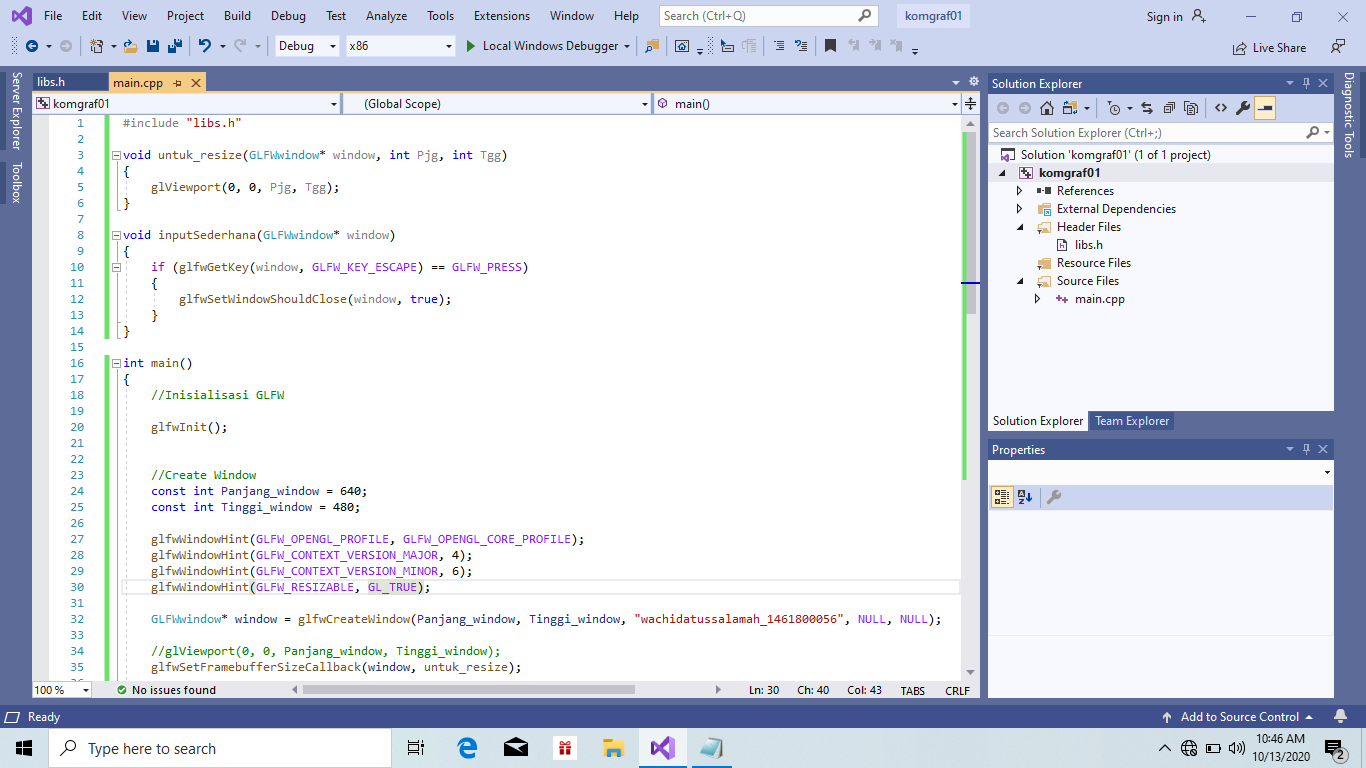 File Edit View Project Build Debug Test Analyze Tools Extensions Window Help Search (Ctrl+Q) komgraf01 Sign in
Debug x86 Local Windows Debugger Live Share
Server Explorer
Toolbox
libs.h main.cpp
komgraf01 (Global Scope) main()
1 #include "libs.h"
2
3 void untuk_resize(GLFWwindow* window, int Pjg, int Tgg)
4 {
5 glViewport(0, 0, Pjg, Tgg);
6 }
7
8 void inputSederhana(GLFWwindow* window)
9 {
10 if (glfwGetKey(window, GLFW_KEY_ESCAPE) == GLFW_PRESS)
11 {
12 glfwSetWindowShouldClose(window, true);
13 }
14 }
15
16 int main()
17 {
18 //Inisialisasi GLFW
19
20 glfwInit();
21
22
23 //Create Window
24 const int Panjang_window = 640;
25 const int Tinggi_window = 480;
26
27 glfwWindowHint(GLFW_OPENGL_PROFILE, GLFW_OPENGL_CORE_PROFILE);
28 glfwWindowHint(GLFW_CONTEXT_VERSION_MAJOR, 4);
29 glfwWindowHint(GLFW_CONTEXT_VERSION_MINOR, 6);
30 glfwWindowHint(GLFW_RESIZABLE, GL_TRUE);
31
32 GLFWwindow* window = glfwCreateWindow(Panjang_window, Tinggi_window, "wachidatussalamah_1461800056", NULL, NULL);
33
34 //glViewport(0, 0, Panjang_window, Tinggi_window);
35 glfwSetFramebufferSizeCallback(window, untuk_resize);
100 % No issues found Ln: 30 Ch: 40 Col: 43 TABS CRLF
Solution Explorer
Search Solution Explorer (Ctrl+;)
Solution 'komgraf01' (1 of 1 project)
komgraf01
References
External Dependencies
Header Files
libs.h
Resource Files
Source Files
main.cpp
Solution Explorer Team Explorer
Properties
Diagnostic Tools
Ready Add to Source Control
Type here to search
10:46 AM
10/13/2020
2